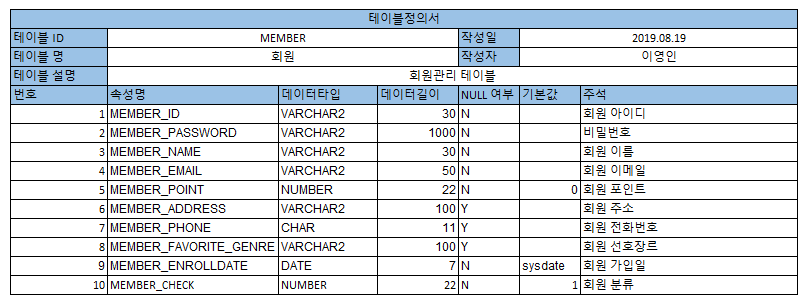 테이블정의서
테이블 ID MEMBER 작성일 2019.08.19
테이블 명 회원 작성자 이영인
테이블 설명 회원관리 테이블
번호 속성명 데이터타입 데이터길이 NULL 여부 기본값 주석
1 MEMBER_ID VARCHAR2 30 N 회원 아이디
2 MEMBER_PASSWORD VARCHAR2 1000 N 비밀번호
3 MEMBER_NAME VARCHAR2 30 N 회원 이름
4 MEMBER_EMAIL VARCHAR2 50 N 회원 이메일
5 MEMBER_POINT NUMBER 22 N 0 회원 포인트
6 MEMBER_ADDRESS VARCHAR2 100 Y 회원 주소
7 MEMBER_PHONE CHAR 11 Y 회원 전화번호
8 MEMBER_FAVORITE_GENRE VARCHAR2 100 Y 회원 선호장르
9 MEMBER_ENROLLDATE DATE 7 N sysdate 회원 가입일
10 MEMBER_CHECK NUMBER 22 N 1 회원 분류